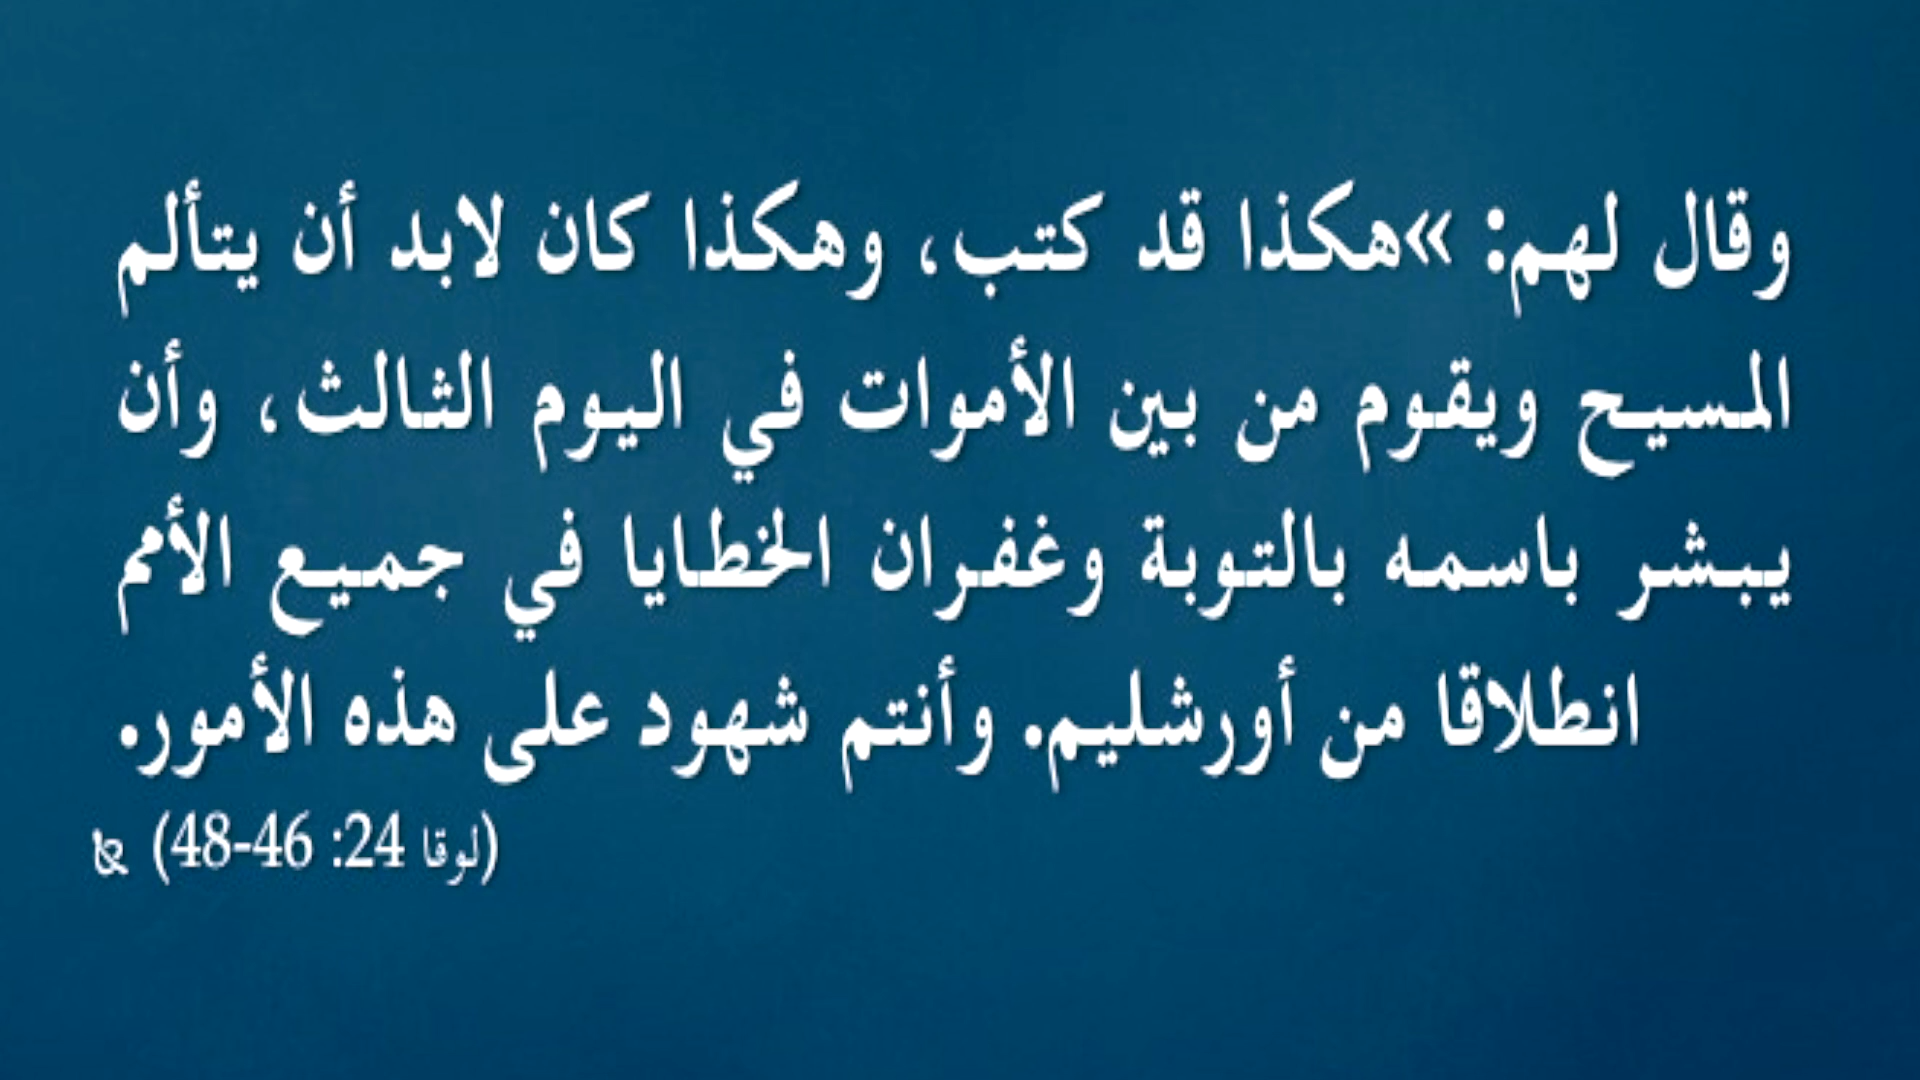 وقال لهم: »هكذا قد كتب، وهكذا كان لابد أن يتألم
المسيح ويقوم من بين الأموات في اليوم الثالث، وأن
يبشر باسمه بالتوبة وغفران الخطايا في جميع الأمم
انطلاقا من أورشليم. وأنتم شهود على هذه الأمور.
(لوقا 24: 46-48)